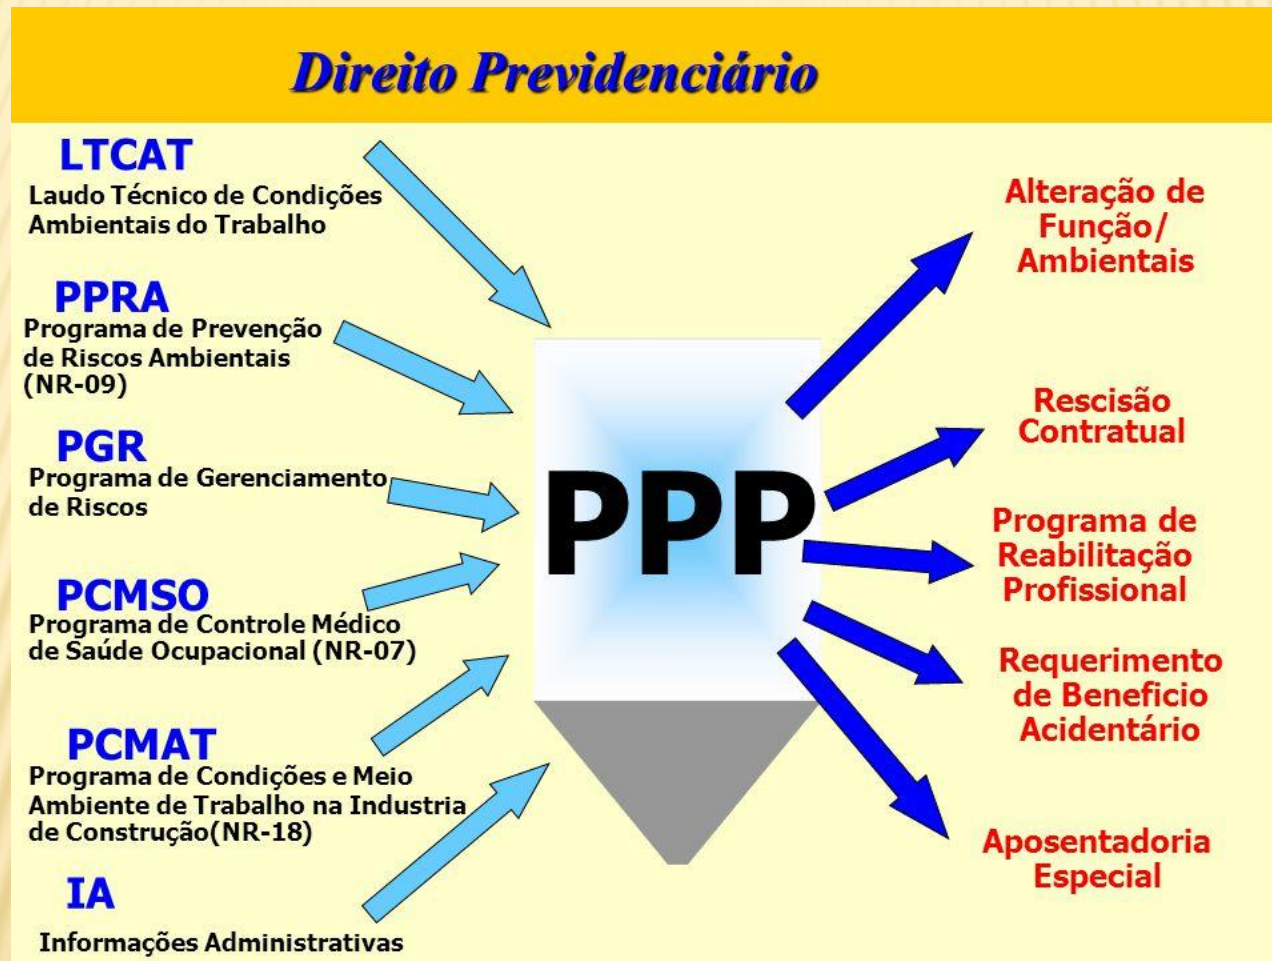 Direito Previdenciário
LTCAT
Laudo Técnico de Condições
Ambientais do Trabalho
PPRA
Programa de Prevenção
de Riscos Ambientais
(NR-09)
PGR
Programa de Gerenciamento
de Riscos
PCMSO
Programa de Controle Médico
de Saúde Ocupacional (NR-07)
PCMAT
Programa de Condições e Meio
Ambiente de Trabalho na Industria
de Construção(NR-18)
IA
Informações Administrativas
PPP
Alteração de
Função/
Ambientais
Rescisão
Contratual
Programa de
Reabilitação
Profissional
Requerimento
de Beneficio
Acidentário
Aposentadoria
Especial